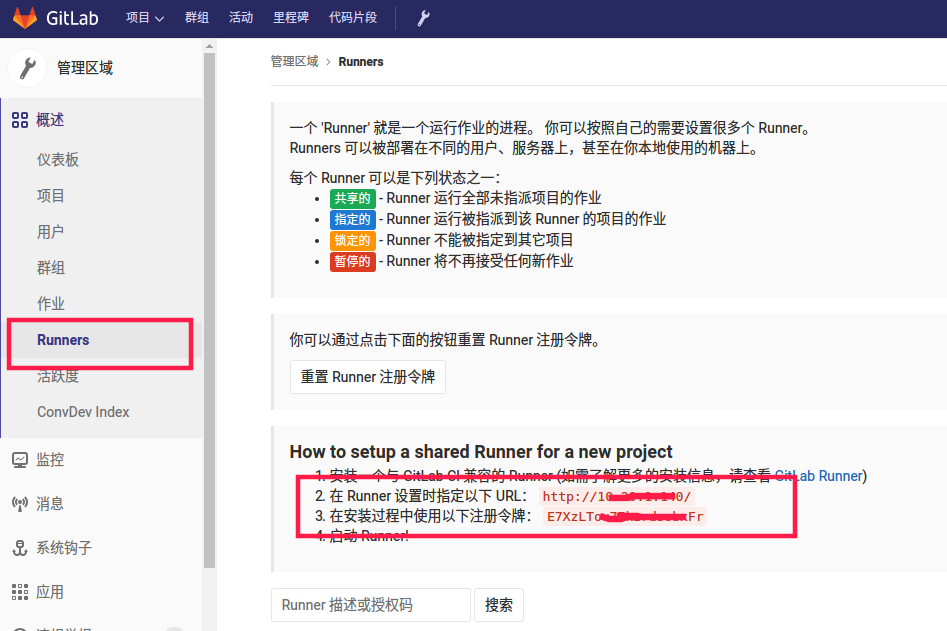 GitLab 项目 群组 活动 里程碑 代码片段
管理区域
概述
仪表板
项目
用户
群组
作业
Runners
活跃度
ConvDev Index
监控
消息
系统钩子
应用
管理区域 › Runners
一个 'Runner' 就是一个运行作业的进程。 你可以按照自己的需要设置很多个 Runner。
Runners 可以被部署在不同的用户、服务器上，甚至在你本地使用的机器上。
每个 Runner 可以是下列状态之一：
• 共享的 - Runner 运行全部未指派项目的作业
• 指定的 - Runner 运行被指派到该 Runner 的项目的作业
• 锁定的 - Runner 不能被指定到其它项目
• 暂停的 - Runner 将不再接受任何新作业
你可以通过点击下面的按钮重置 Runner 注册令牌。
重置 Runner 注册令牌
How to setup a shared Runner for a new project
1. 安装一个与 GitLab CI 兼容的 Runner (如需了解更多的安装信息，请查看 GitLab Runner)
2. 在 Runner 设置时指定以下 URL： http://10
3. 在安装过程中使用以下注册令牌： E7XzLTo
4. 启动 Runner!
Runner 描述或授权码 搜索